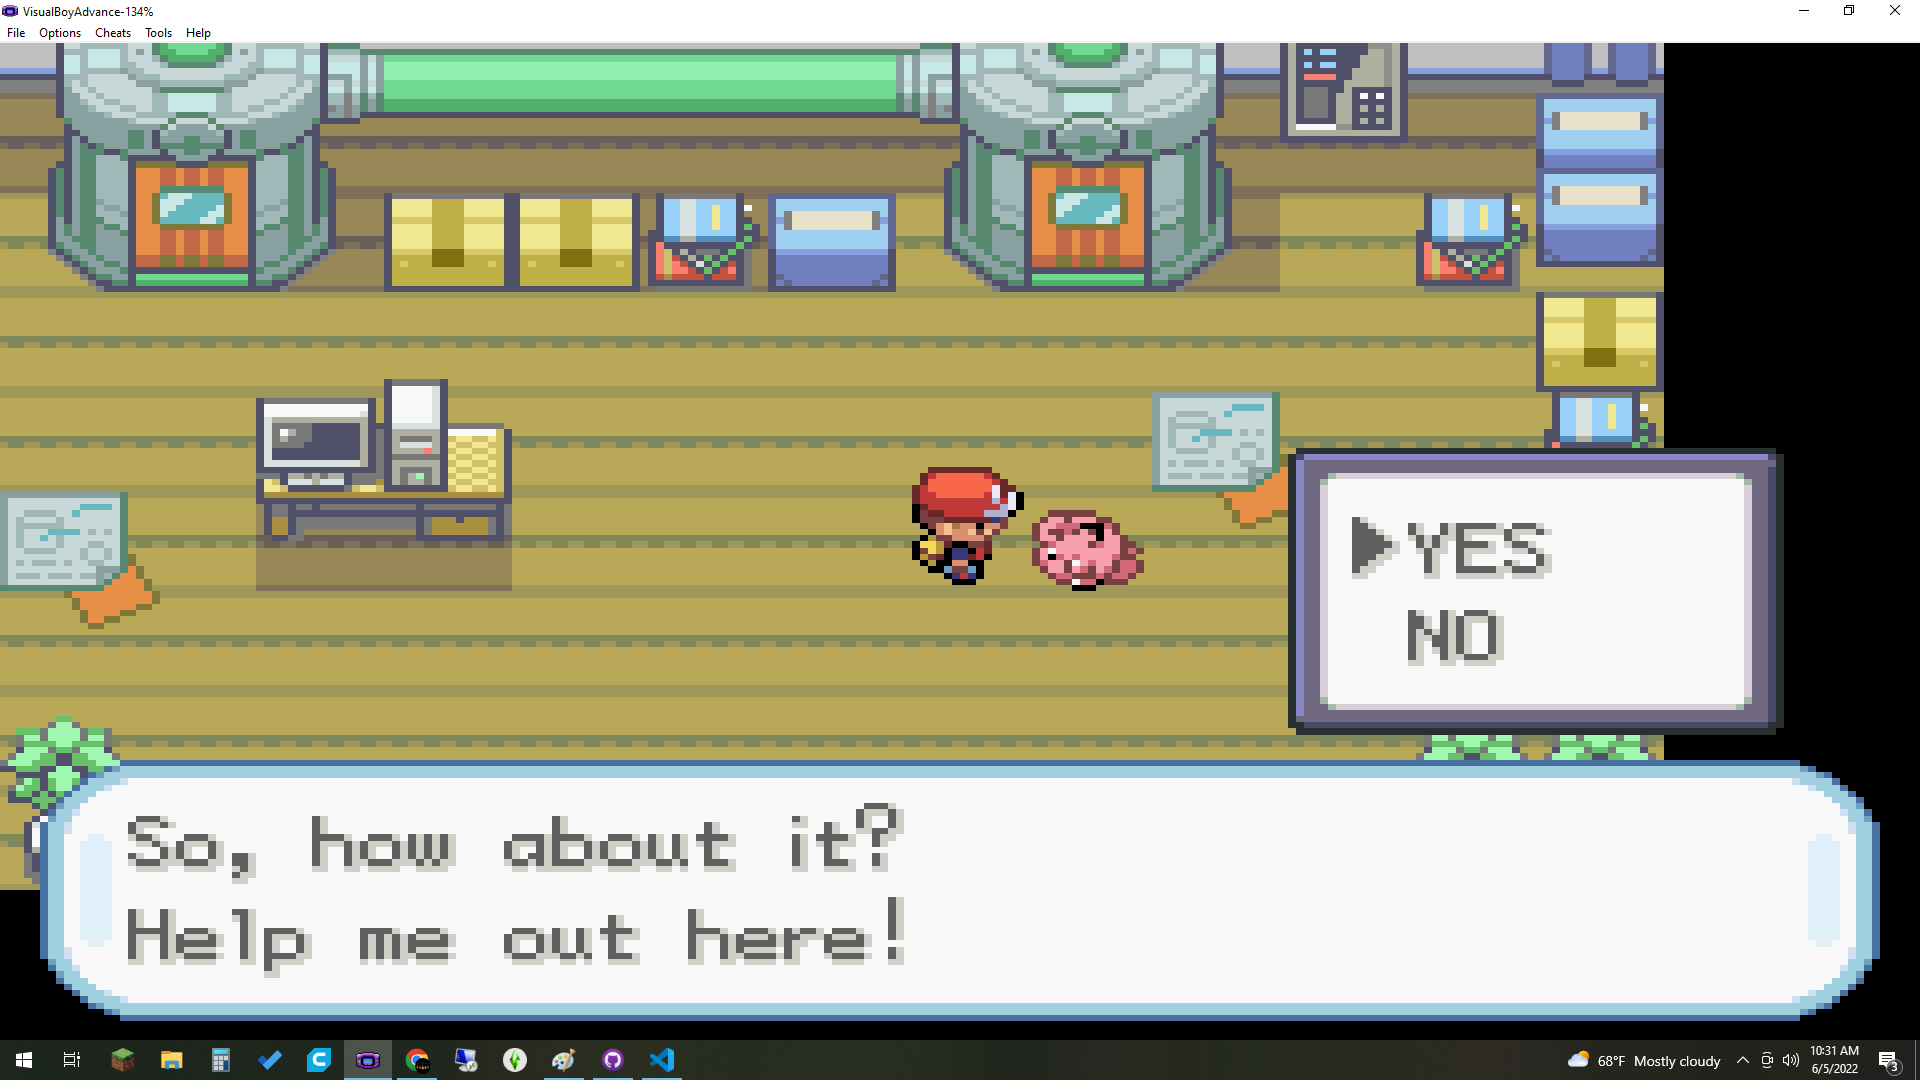 VisualBoyAdvance-134%
File Options Cheats Tools Help
YES
NO
So, how about it?
Help me out here!
68°F Mostly cloudy
10:31 AM
6/5/2022
3